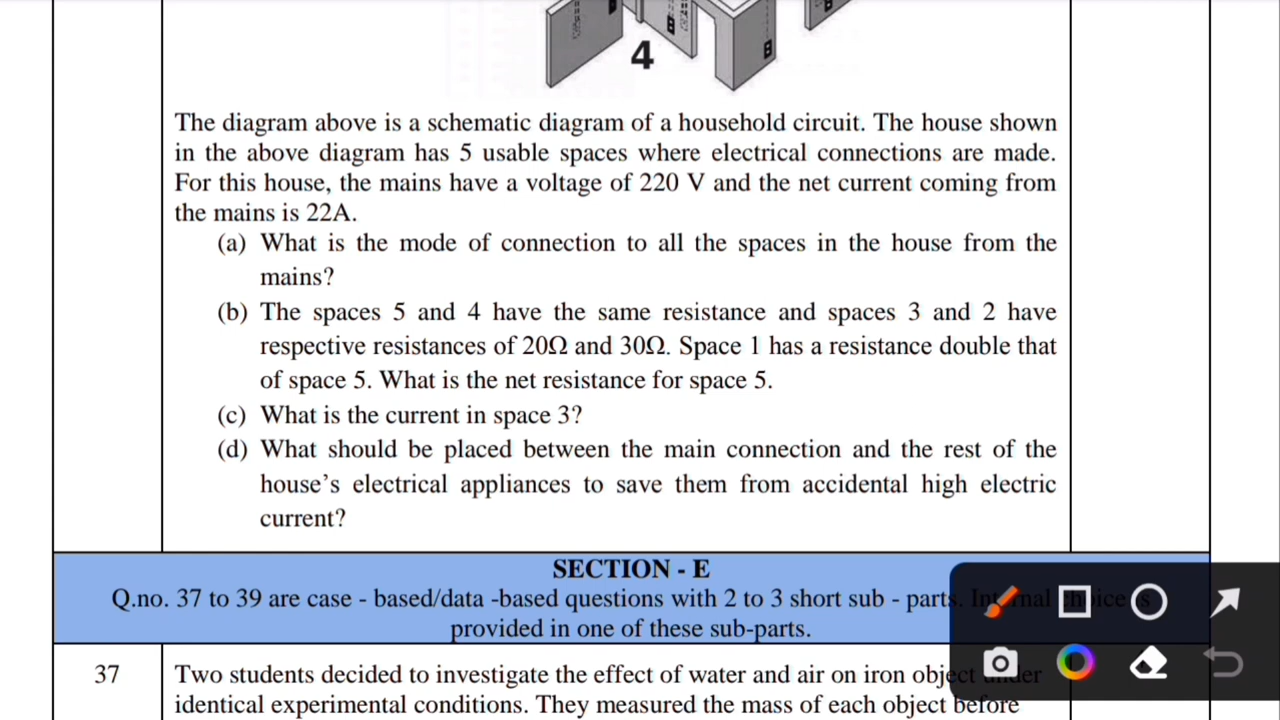 4
The diagram above is a schematic diagram of a household circuit. The house shown
in the above diagram has 5 usable spaces where electrical connections are made.
For this house, the mains have a voltage of 220 V and the net current coming from
the mains is 22A.
(a) What is the mode of connection to all the spaces in the house from the
mains?
(b) The spaces 5 and 4 have the same resistance and spaces 3 and 2 have
respective resistances of 20Ω and 30Ω. Space 1 has a resistance double that
of space 5. What is the net resistance for space 5.
(c) What is the current in space 3?
(d) What should be placed between the main connection and the rest of the
house's electrical appliances to save them from accidental high electric
current?
SECTION - E
Q.no. 37 to 39 are case - based/data -based questions with 2 to 3 short sub - parts. Internal choice is
provided in one of these sub-parts.
37 Two students decided to investigate the effect of water and air on iron object under
identical experimental conditions. They measured the mass of each object before